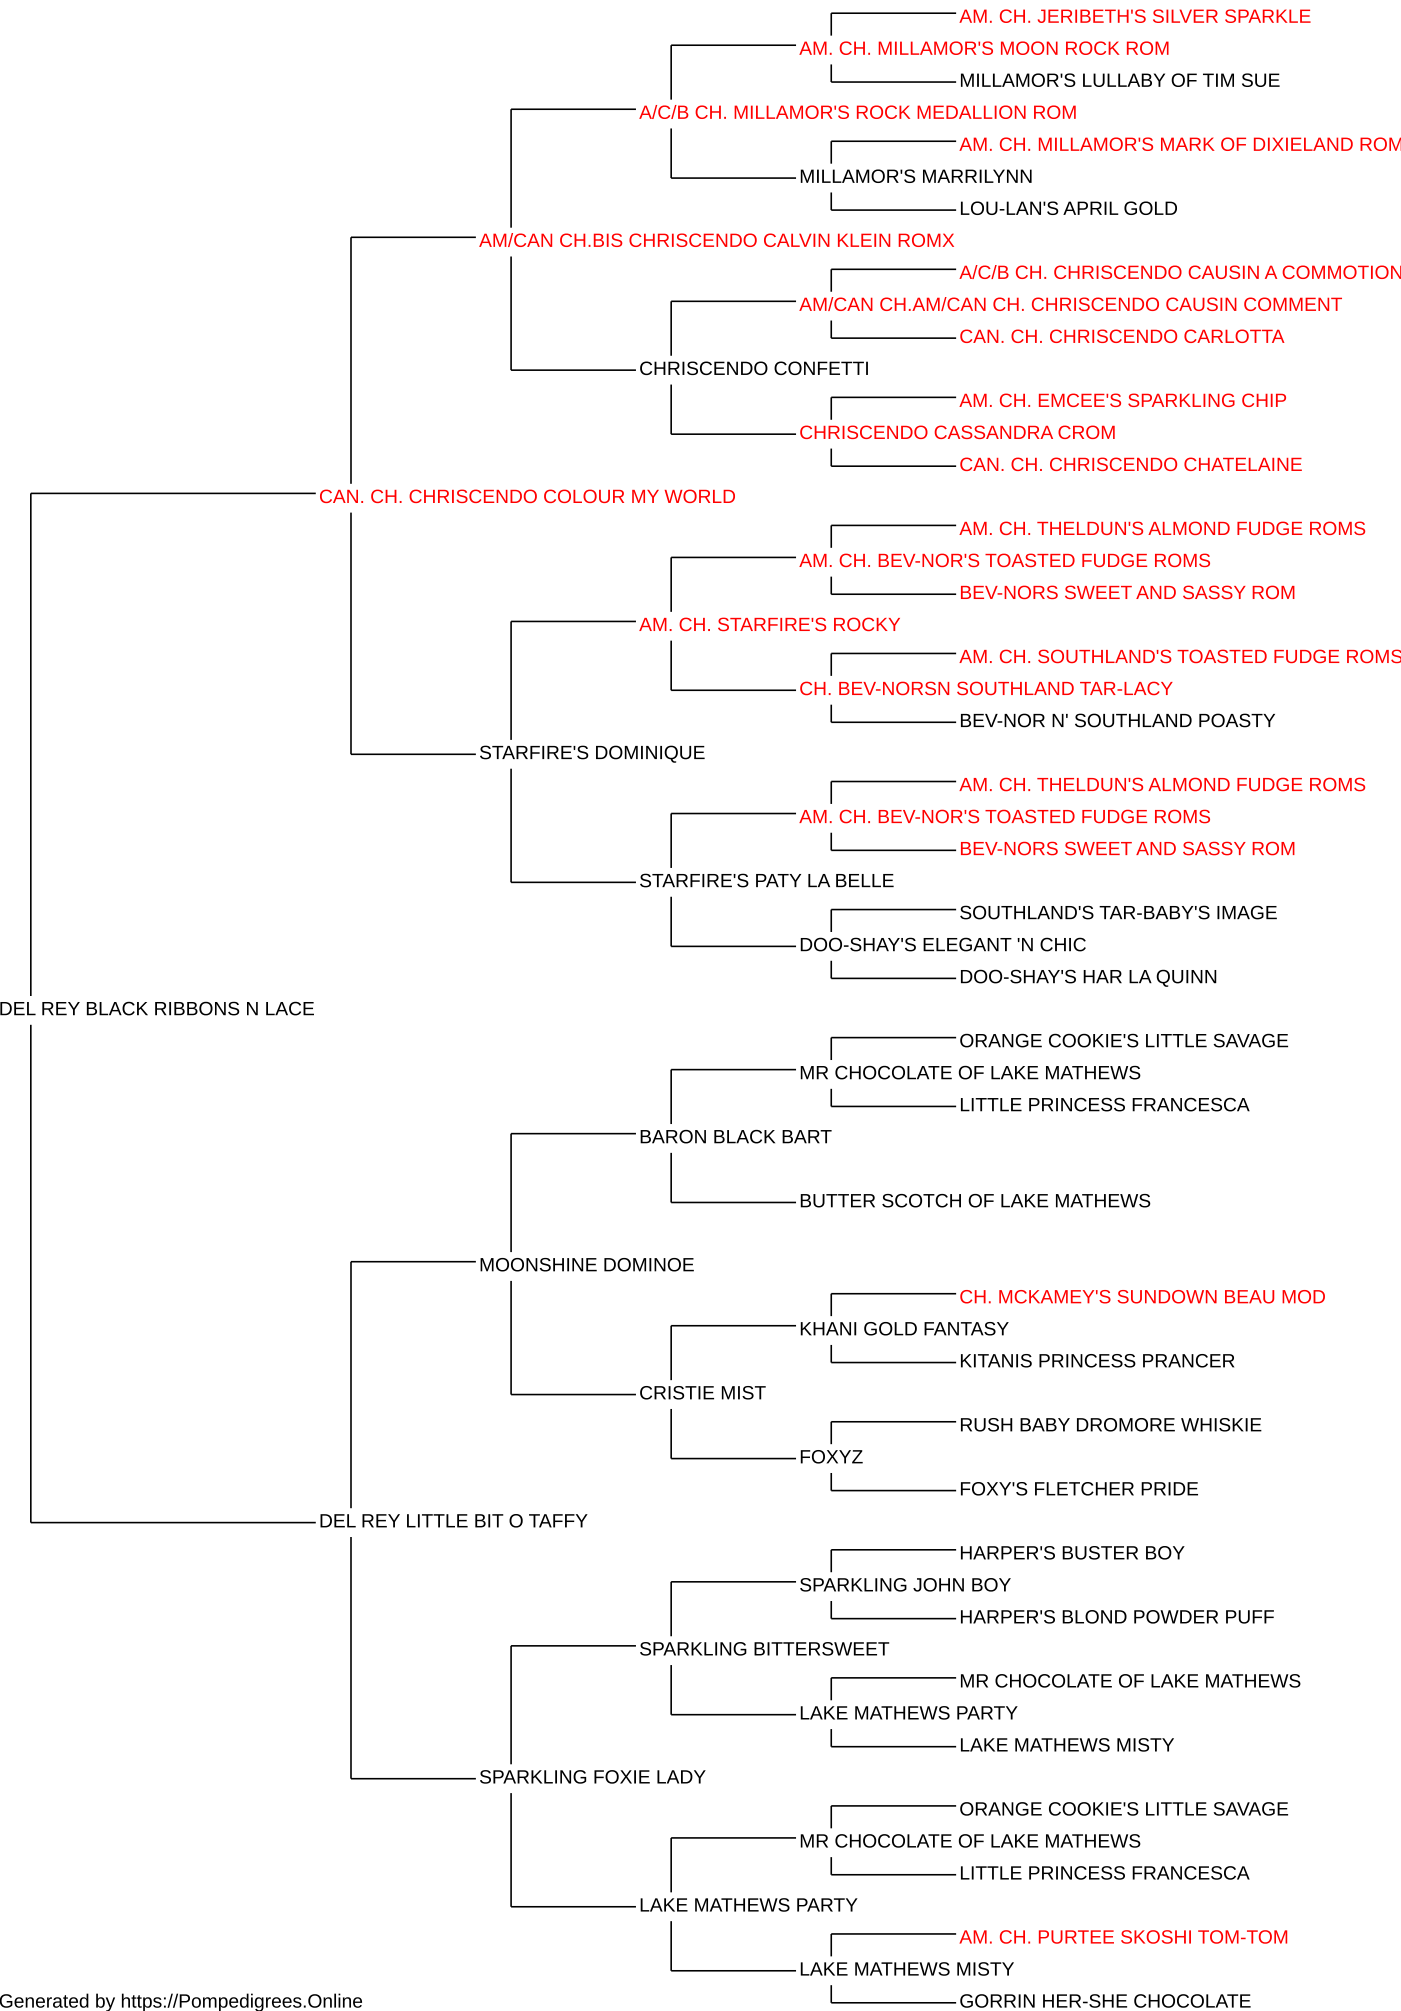 AM. CH. JERIBETH'S SILVER SPARKLE
AM. CH. MILLAMOR'S MOON ROCK ROM
MILLAMOR'S LULLABY OF TIM SUE
A/C/B CH. MILLAMOR'S ROCK MEDALLION ROM
AM. CH. MILLAMOR'S MARK OF DIXIELAND ROM
MILLAMOR'S MARRILYNN
LOU-LAN'S APRIL GOLD
AM/CAN CH.BIS CHRISCENDO CALVIN KLEIN ROMX
A/C/B CH. CHRISCENDO CAUSIN A COMMOTION
AM/CAN CH.AM/CAN CH. CHRISCENDO CAUSIN COMMENT
CAN. CH. CHRISCENDO CARLOTTA
CHRISCENDO CONFETTI
AM. CH. EMCEE'S SPARKLING CHIP
CHRISCENDO CASSANDRA CROM
CAN. CH. CHRISCENDO CHATELAINE
CAN. CH. CHRISCENDO COLOUR MY WORLD
AM. CH. THELDUN'S ALMOND FUDGE ROMS
AM. CH. BEV-NOR'S TOASTED FUDGE ROMS
BEV-NORS SWEET AND SASSY ROM
AM. CH. STARFIRE'S ROCKY
AM. CH. SOUTHLAND'S TOASTED FUDGE ROMS
CH. BEV-NORSN SOUTHLAND TAR-LACY
BEV-NOR N' SOUTHLAND POASTY
STARFIRE'S DOMINIQUE
AM. CH. THELDUN'S ALMOND FUDGE ROMS
AM. CH. BEV-NOR'S TOASTED FUDGE ROMS
BEV-NORS SWEET AND SASSY ROM
STARFIRE'S PATY LA BELLE
SOUTHLAND'S TAR-BABY'S IMAGE
DOO-SHAY'S ELEGANT 'N CHIC
DOO-SHAY'S HAR LA QUINN
DEL REY BLACK RIBBONS N LACE
ORANGE COOKIE'S LITTLE SAVAGE
MR CHOCOLATE OF LAKE MATHEWS
LITTLE PRINCESS FRANCESCA
BARON BLACK BART
BUTTER SCOTCH OF LAKE MATHEWS
MOONSHINE DOMINOE
CH. MCKAMEY'S SUNDOWN BEAU MOD
KHANI GOLD FANTASY
KITANIS PRINCESS PRANCER
CRISTIE MIST
RUSH BABY DROMORE WHISKIE
FOXYZ
FOXY'S FLETCHER PRIDE
DEL REY LITTLE BIT O TAFFY
HARPER'S BUSTER BOY
SPARKLING JOHN BOY
HARPER'S BLOND POWDER PUFF
SPARKLING BITTERSWEET
MR CHOCOLATE OF LAKE MATHEWS
LAKE MATHEWS PARTY
LAKE MATHEWS MISTY
SPARKLING FOXIE LADY
ORANGE COOKIE'S LITTLE SAVAGE
MR CHOCOLATE OF LAKE MATHEWS
LITTLE PRINCESS FRANCESCA
LAKE MATHEWS PARTY
AM. CH. PURTEE SKOSHI TOM-TOM
LAKE MATHEWS MISTY
GORRIN HER-SHE CHOCOLATE
Generated by https://Pompedigrees.Online